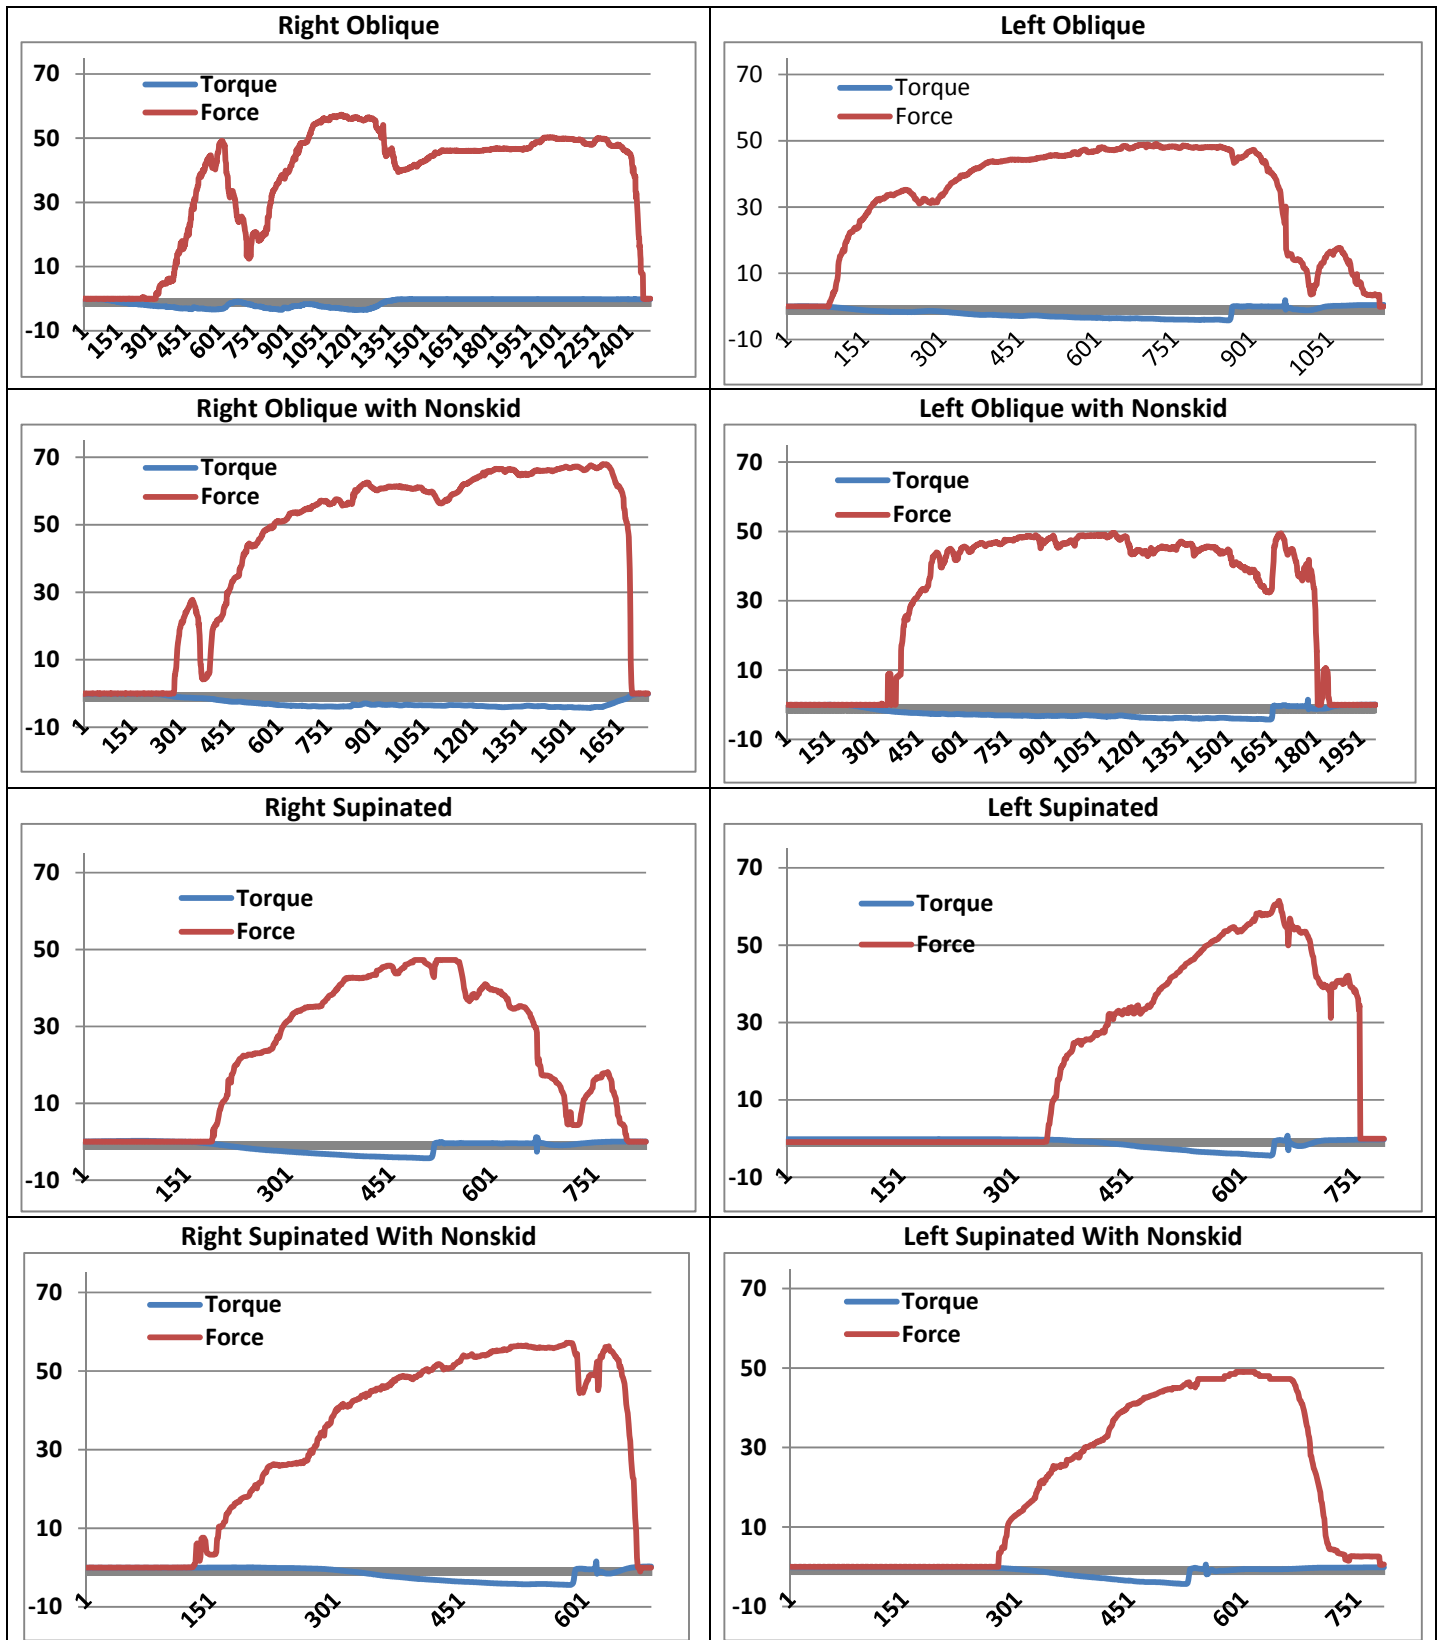 Right Oblique
70
50
30
10
-10
Torque
Force
1 151 301 451 601 751 901 1051 1201 1351 1501 1651 1801 1951 2101 2251 2401
Left Oblique
70
50
30
10
-10
Torque
Force
1 151 301 451 601 751 901 1051
Right Oblique with Nonskid
70
50
30
10
-10
Torque
Force
1 151 301 451 601 751 901 1051 1201 1351 1501 1651
Left Oblique with Nonskid
70
50
30
10
-10
Torque
Force
1 151 301 451 601 751 901 1051 1201 1351 1501 1651 1801 1951
Right Supinated
70
50
30
10
-10
Torque
Force
1 151 301 451 601 751
Left Supinated
70
50
30
10
-10
Torque
Force
1 151 301 451 601 751
Right Supinated With Nonskid
70
50
30
10
-10
Torque
Force
1 151 301 451 601
Left Supinated With Nonskid
70
50
30
10
-10
Torque
Force
1 151 301 451 601 751